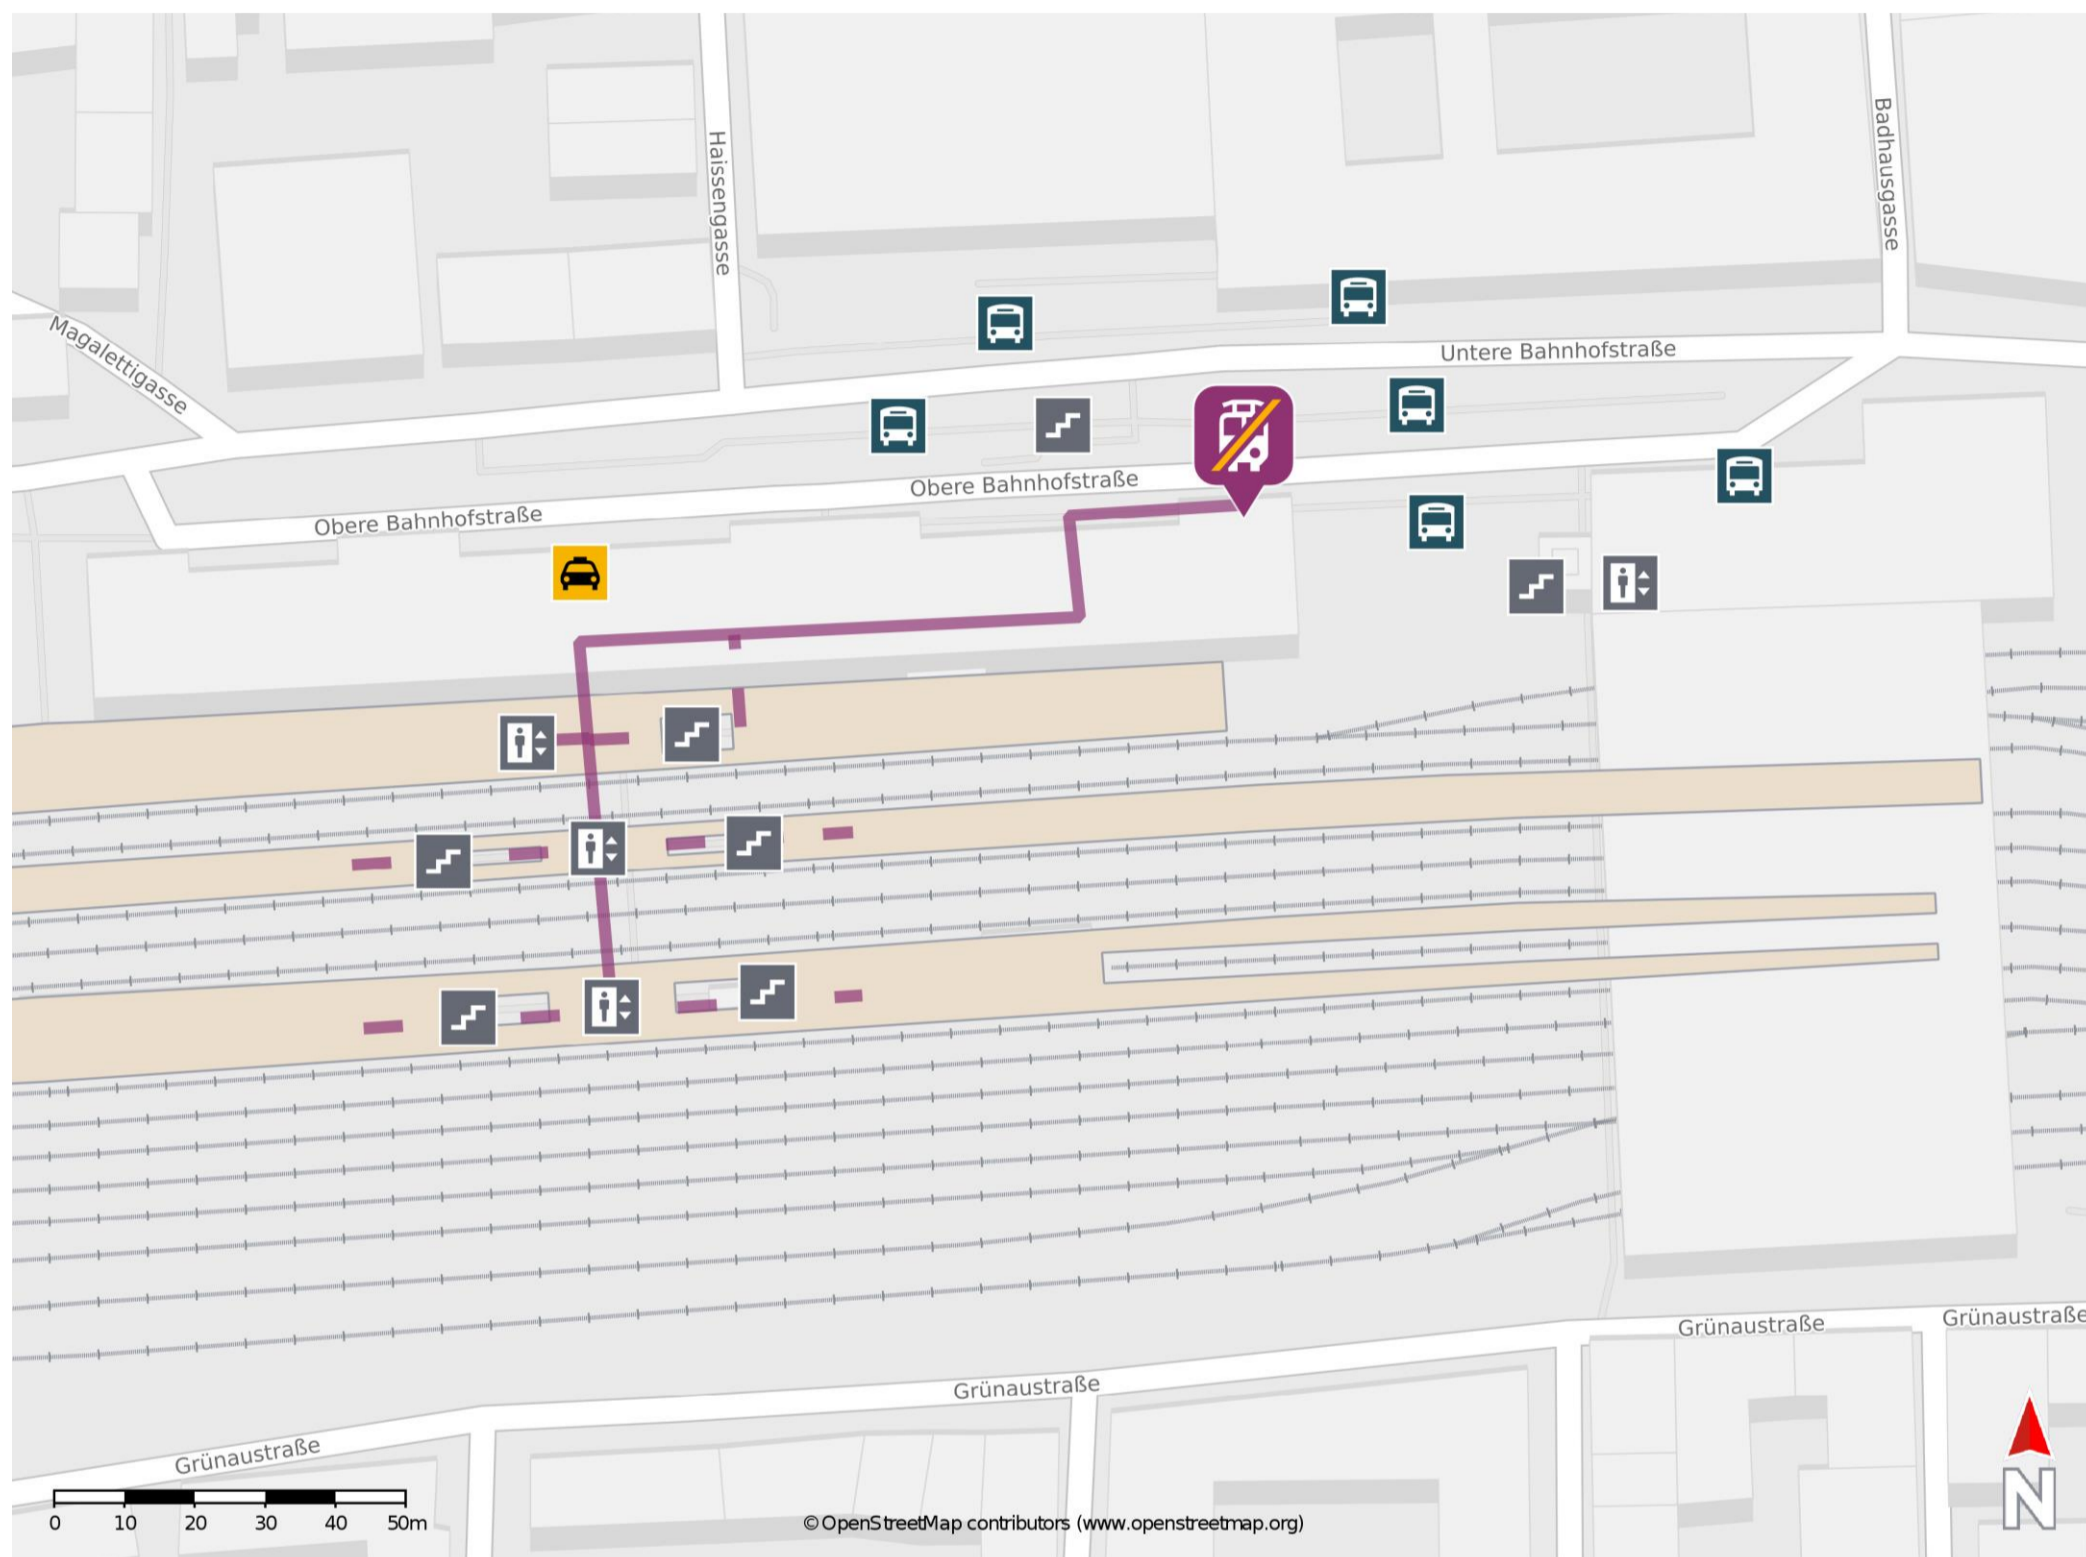 Haissengasse
Badhausgasse
Magalettigasse
Untere Bahnhofstraße
Obere Bahnhofstraße
Obere Bahnhofstraße
Grünaustraße
Grünaustraße
Grünaustraße
Grünaustraße
0 10 20 30 40 50m
© OpenStreetMap contributors (www.openstreetmap.org)
N